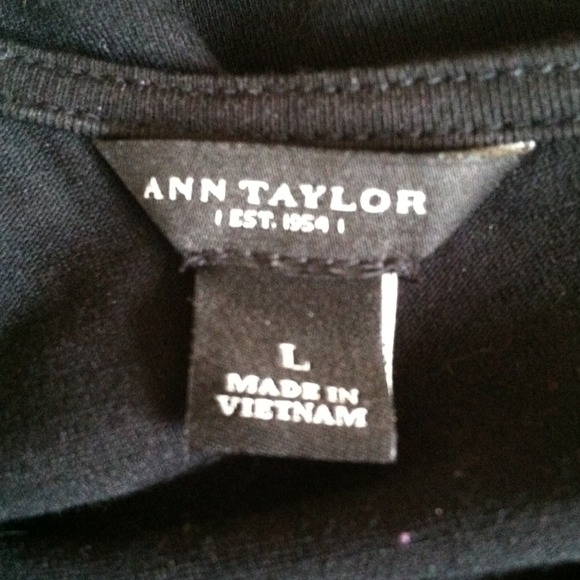 ANN TAYLOR
| EST. 1954 |
L
MADE IN
VIETNAM